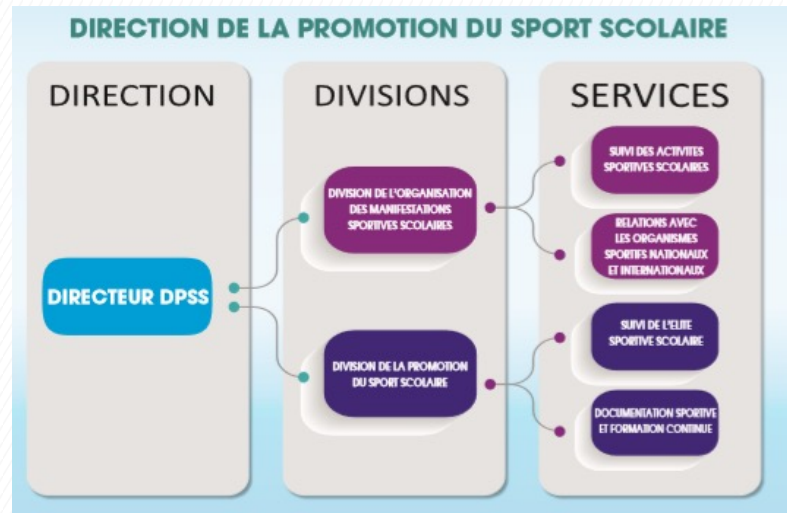 DIRECTION DE LA PROMOTION DU SPORT SCOLAIRE
DIRECTION
DIRECTEUR DPSS
DIVISIONS
DIVISION DE L'ORGANISATION
DES MANIFESTATIONS
SPORTIVES SCOLAIRES
DIVISION DE LA PROMOTION
DU SPORT SCOLAIRE
SERVICES
SUIVI DES ACTIVITES
SPORTIVES SCOLAIRES
RELATIONS AVEC
LES ORGANISMES
SPORTIFS NATIONAUX
ET INTERNATIONAUX
SUIVI DE L'ELITE
SPORTIVE SCOLAIRE
DOCUMENTATION SPORTIVE
ET FORMATION CONTINUE